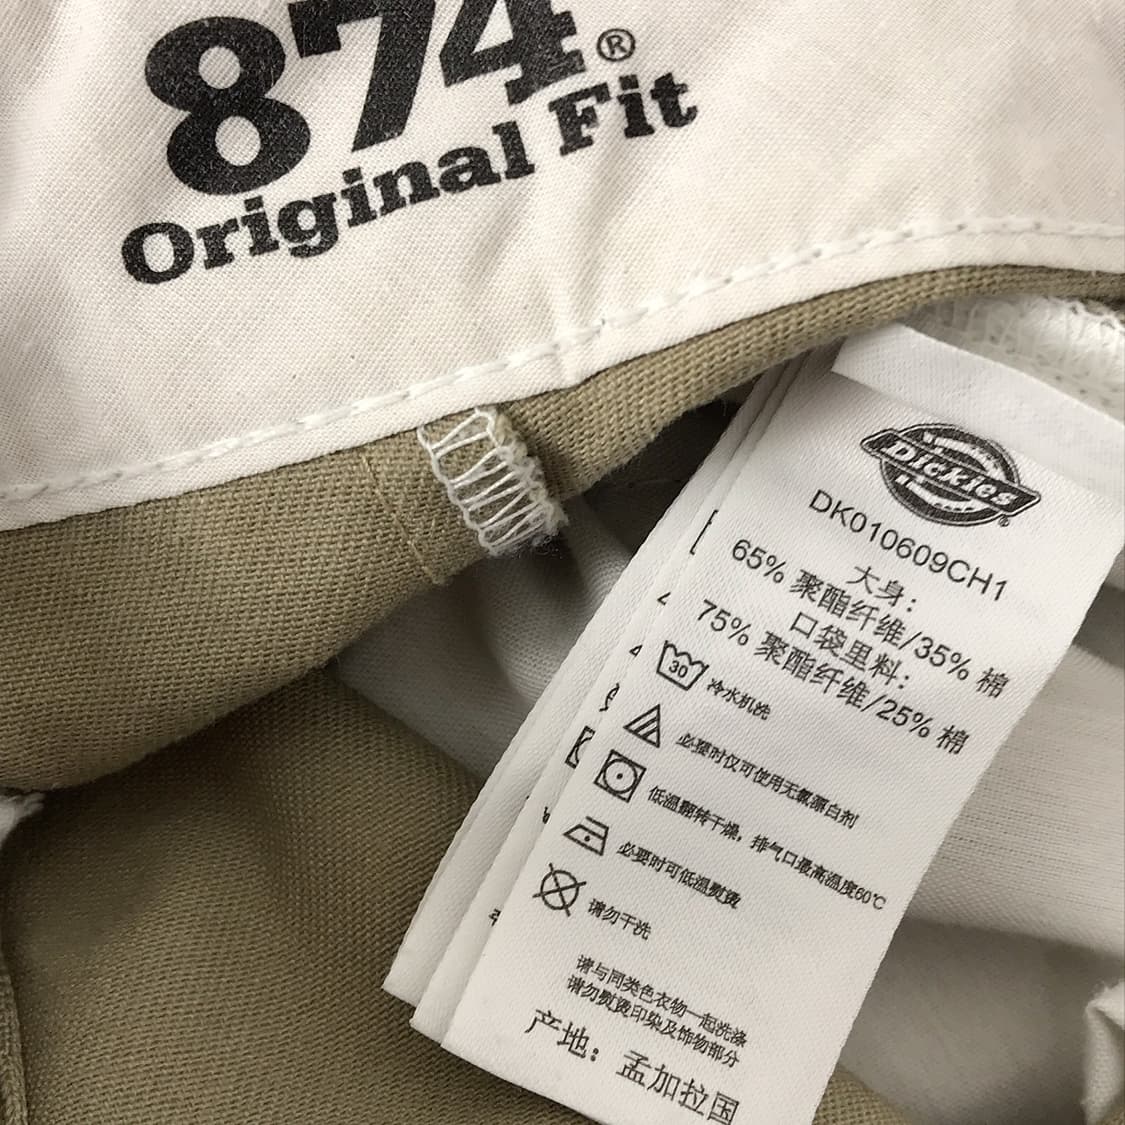 874®
Original Fit
Dickies®
DK010609CH1
大身:
65% 聚酯纤维/35% 棉
口袋里料:
75% 聚酯纤维/25% 棉
30 冷水机洗
必要时仅可使用无氯漂白剂
低温翻转干燥，排气口最高温度60℃
必要时可低温熨烫
请勿干洗
请与同类色衣物一起洗涤
请勿熨烫印染及饰物部分
产地: 孟加拉国